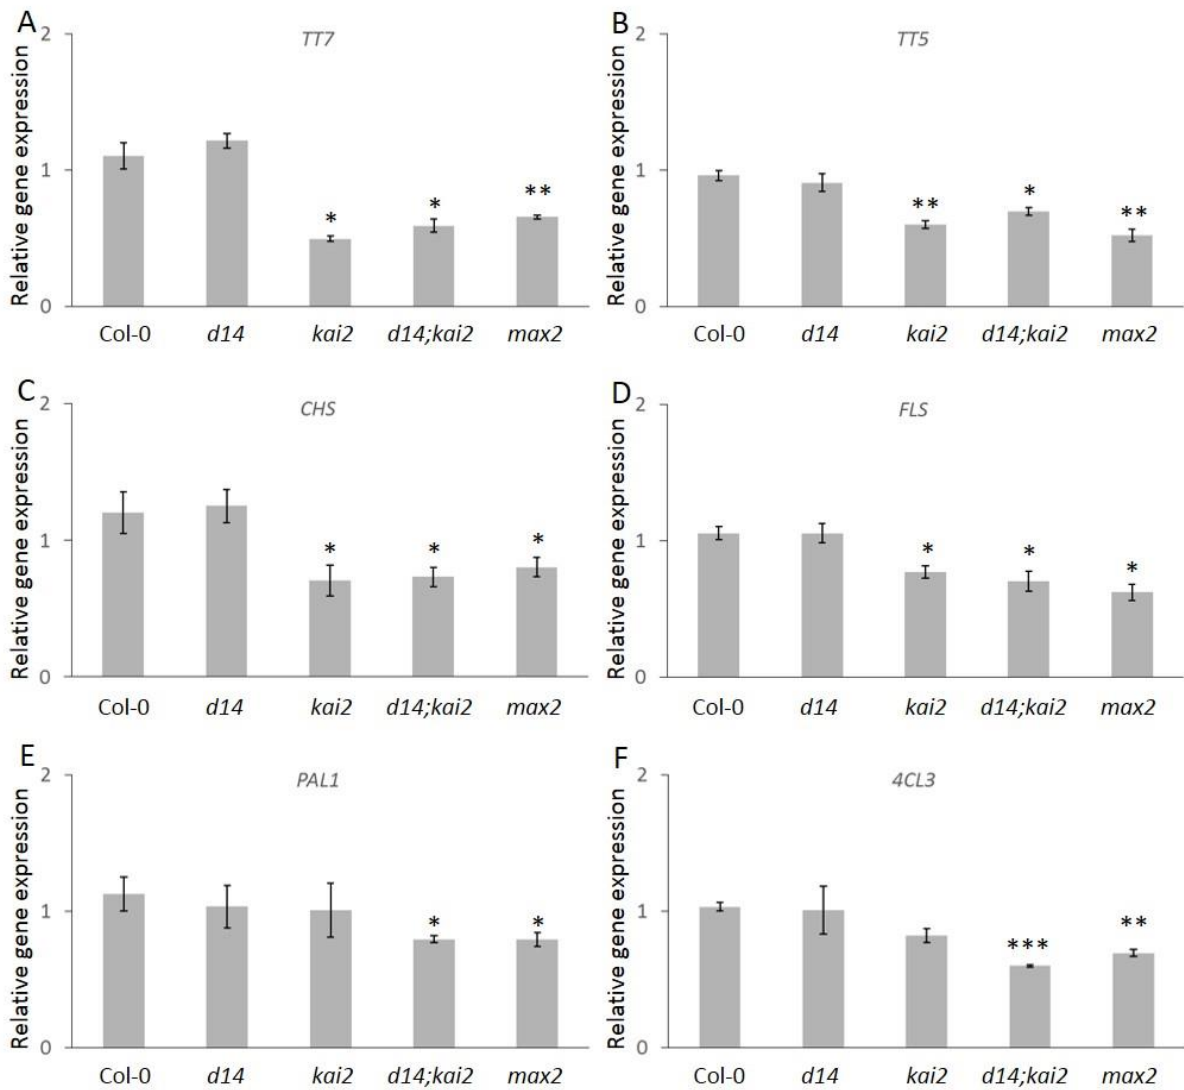 A
TT7
2
1
0
Relative gene expression
*
*
**
Col-0 d14 kai2 d14;kai2 max2
B
TT5
2
1
0
Relative gene expression
**
*
**
Col-0 d14 kai2 d14;kai2 max2
C
CHS
2
1
0
Relative gene expression
*
*
*
Col-0 d14 kai2 d14;kai2 max2
D
FLS
2
1
0
Relative gene expression
*
*
*
Col-0 d14 kai2 d14;kai2 max2
E
PAL1
2
1
0
Relative gene expression
*
*
Col-0 d14 kai2 d14;kai2 max2
F
4CL3
2
1
0
Relative gene expression
***
**
Col-0 d14 kai2 d14;kai2 max2